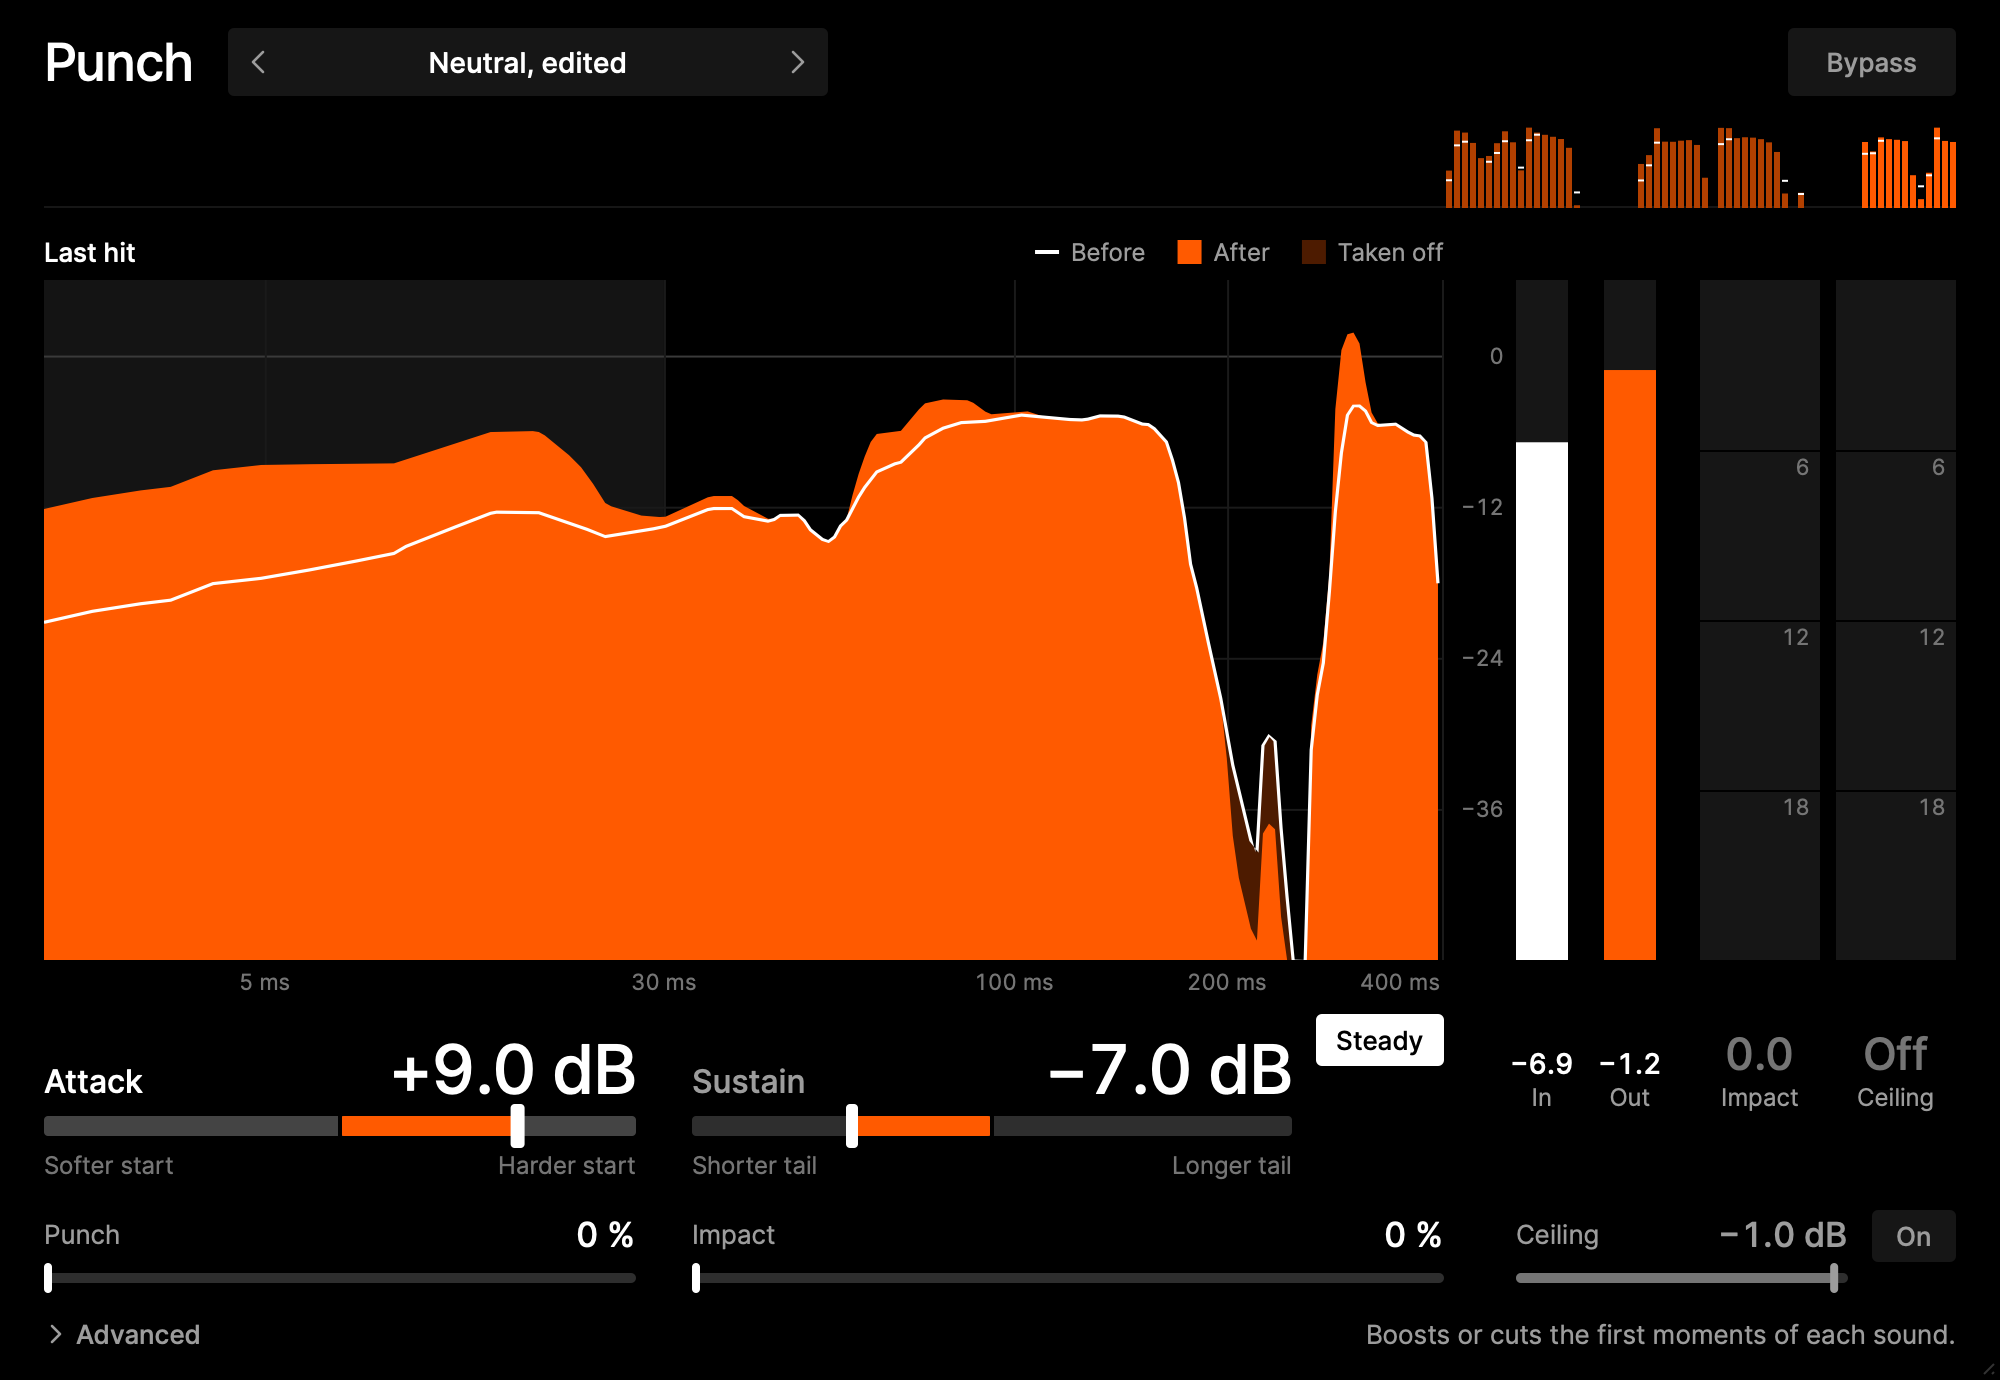 Punch
Neutral, edited
Bypass
Last hit
Before
After
Taken off
0
−12
−24
−36
6
12
18
6
12
18
5 ms
30 ms
100 ms
200 ms
400 ms
Attack
+9.0 dB
Softer start
Harder start
Sustain
−7.0 dB
Steady
Shorter tail
Longer tail
−6.9
In
−1.2
Out
0.0
Impact
Off
Ceiling
Punch
0 %
Impact
0 %
Ceiling
−1.0 dB
On
Advanced
Boosts or cuts the first moments of each sound.